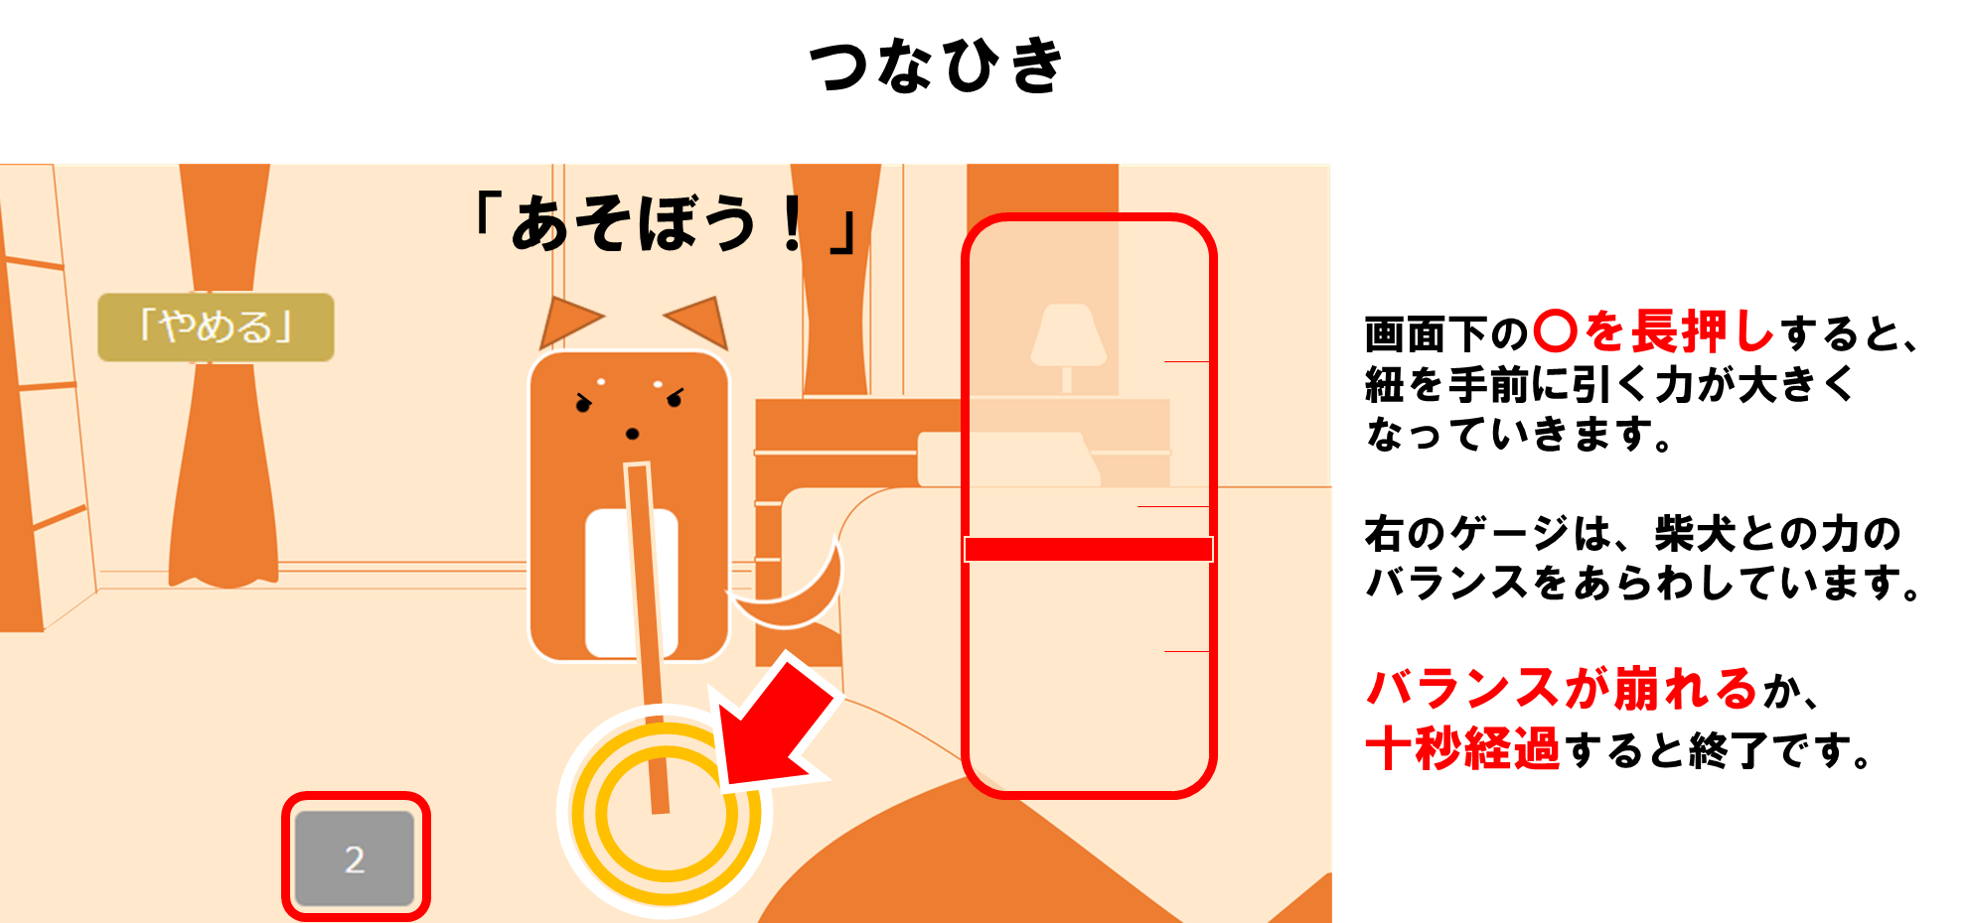 つなひき
「あそぼう！」
「やめる」
画面下の〇を長押しすると、
紐を手前に引く力が大きく
なっていきます。
右のゲージは、柴犬との力の
バランスをあらわしています。
バランスが崩れるか、
十秒経過すると終了です。
2